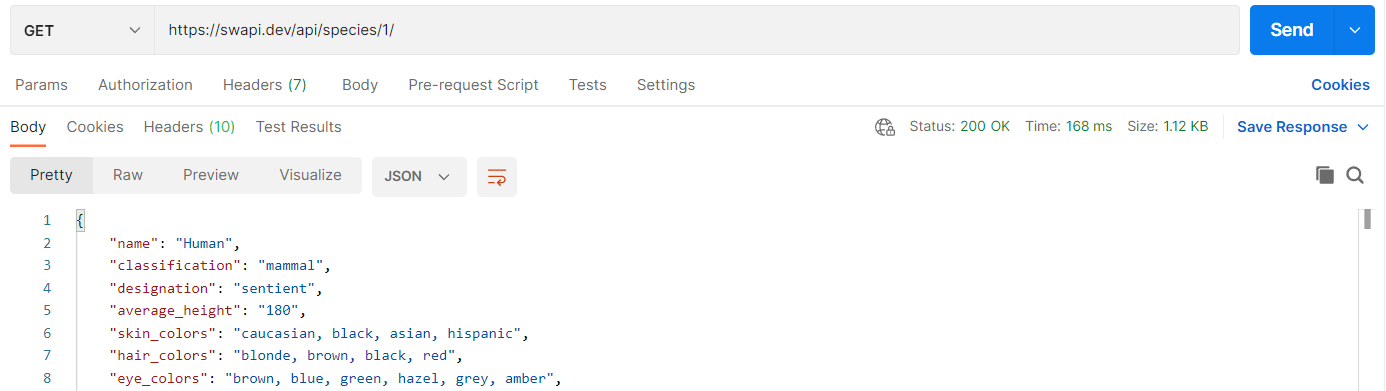 GET https://swapi.dev/api/species/1/ Send
Params Authorization Headers (7) Body Pre-request Script Tests Settings Cookies
Body Cookies Headers (10) Test Results Status: 200 OK Time: 168 ms Size: 1.12 KB Save Response
Pretty Raw Preview Visualize JSON
1 {
2 "name": "Human",
3 "classification": "mammal",
4 "designation": "sentient",
5 "average_height": "180",
6 "skin_colors": "caucasian, black, asian, hispanic",
7 "hair_colors": "blonde, brown, black, red",
8 "eye_colors": "brown, blue, green, hazel, grey, amber",